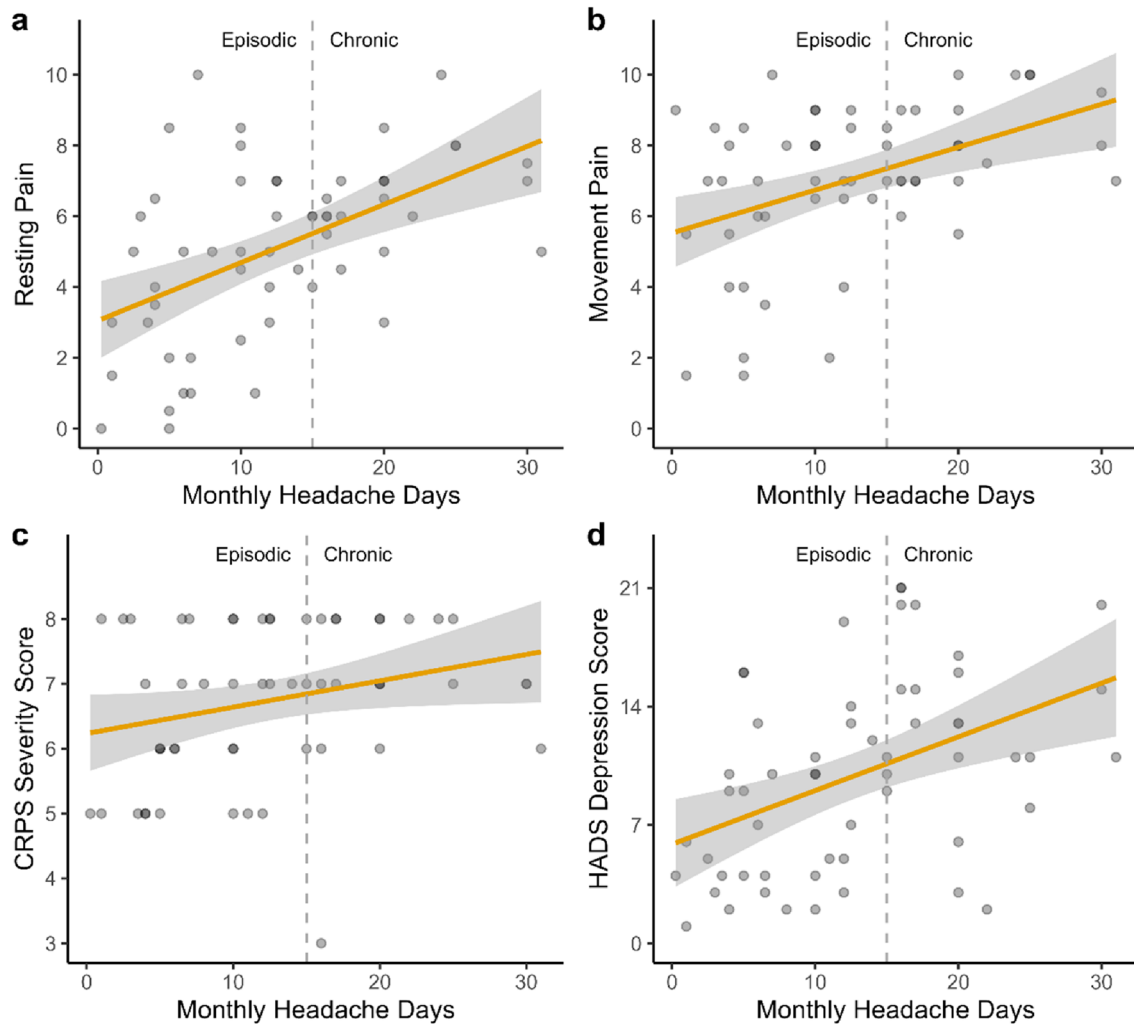 a
Episodic
Chronic
10
8
6
4
2
0
Resting Pain
0
10
20
30
Monthly Headache Days
b
Episodic
Chronic
10
8
6
4
2
0
Movement Pain
0
10
20
30
Monthly Headache Days
c
Episodic
Chronic
8
7
6
5
4
3
CRPS Severity Score
0
10
20
30
Monthly Headache Days
d
Episodic
Chronic
21
14
7
0
HADS Depression Score
0
10
20
30
Monthly Headache Days